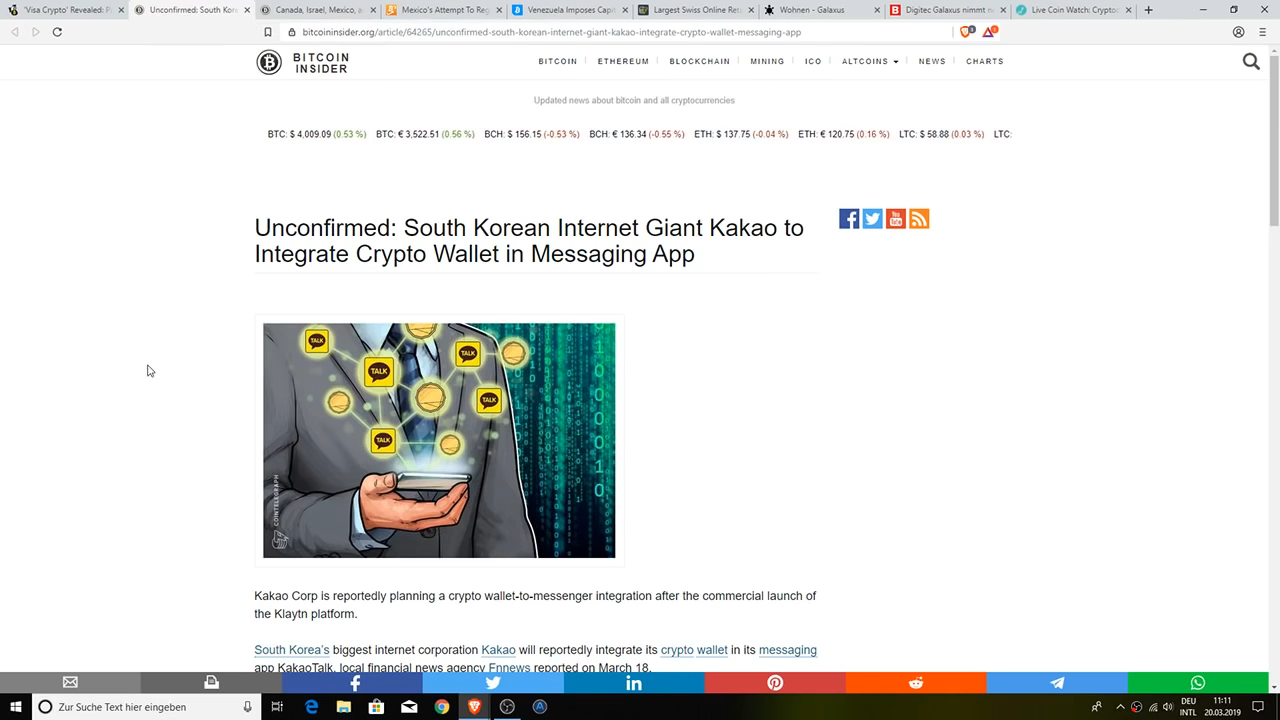 'Visa Crypto' Revealed: P
Unconfirmed: South Kor
Canada, Israel, Mexico, a
Mexico's Attempt To Reg
Venezuela Imposes Capit
Largest Swiss Online Reta
Wohnen - Galaxus
Digitec Galaxus nimmt n
Live Coin Watch: Cryptoc
bitcoininsider.org/article/64265/unconfirmed-south-korean-internet-giant-kakao-integrate-crypto-wallet-messaging-app
BITCOIN
INSIDER
BITCOIN ETHEREUM BLOCKCHAIN MINING ICO ALTCOINS NEWS CHARTS
Updated news about bitcoin and all cryptocurrencies
BTC: $ 4,009.09 (0.53 %) BTC: € 3,522.51 (0.56 %) BCH: $ 156.15 (-0.53 %) BCH: € 136.34 (-0.55 %) ETH: $ 137.75 (-0.04 %) ETH: € 120.75 (0.16 %) LTC: $ 58.88 (0.03 %) LTC:
Unconfirmed: South Korean Internet Giant Kakao to
Integrate Crypto Wallet in Messaging App
You
Tube
TALK
TALK
TALK
TALK
TALK
COINTELEGRAPH
Kakao Corp is reportedly planning a crypto wallet-to-messenger integration after the commercial launch of
the Klaytn platform.
South Korea's biggest internet corporation Kakao will reportedly integrate its crypto wallet in its messaging
app KakaoTalk, local financial news agency Fnnews reported on March 18.
Zur Suche Text hier eingeben
DEU
INTL
11:11
20.03.2019